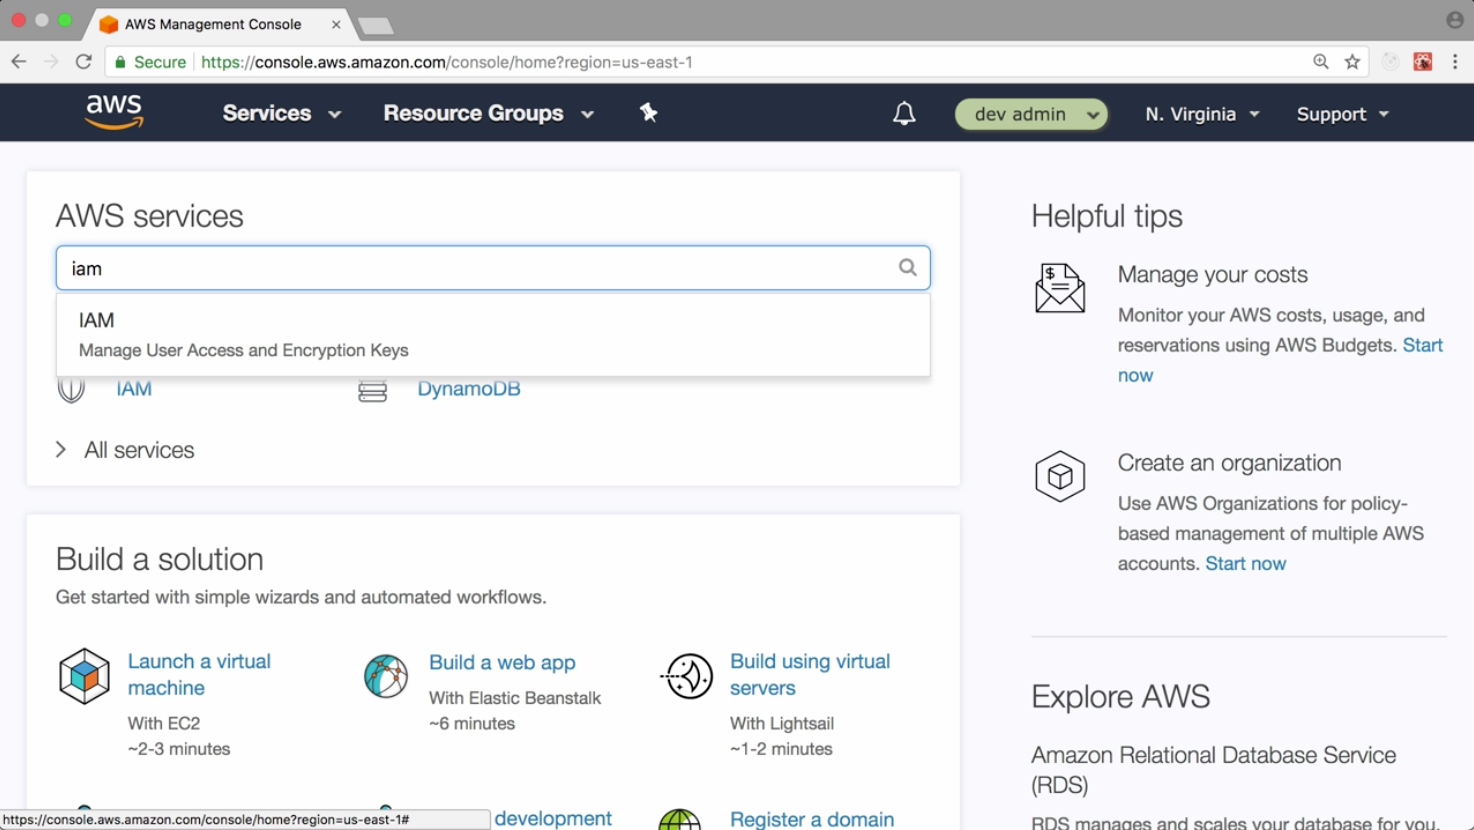 AWS Management Console
Secure https://console.aws.amazon.com/console/home?region=us-east-1
aws Services Resource Groups dev admin N. Virginia Support
AWS services
iam
IAM
Manage User Access and Encryption Keys
IAM DynamoDB
All services
Build a solution
Get started with simple wizards and automated workflows.
Launch a virtual
machine
With EC2
~2-3 minutes
Build a web app
With Elastic Beanstalk
~6 minutes
Build using virtual
servers
With Lightsail
~1-2 minutes
development
Register a domain
Helpful tips
$
Manage your costs
Monitor your AWS costs, usage, and
reservations using AWS Budgets. Start
now
Create an organization
Use AWS Organizations for policy-
based management of multiple AWS
accounts. Start now
Explore AWS
Amazon Relational Database Service
(RDS)
RDS manages and scales your database for you.
https://console.aws.amazon.com/console/home?region=us-east-1#